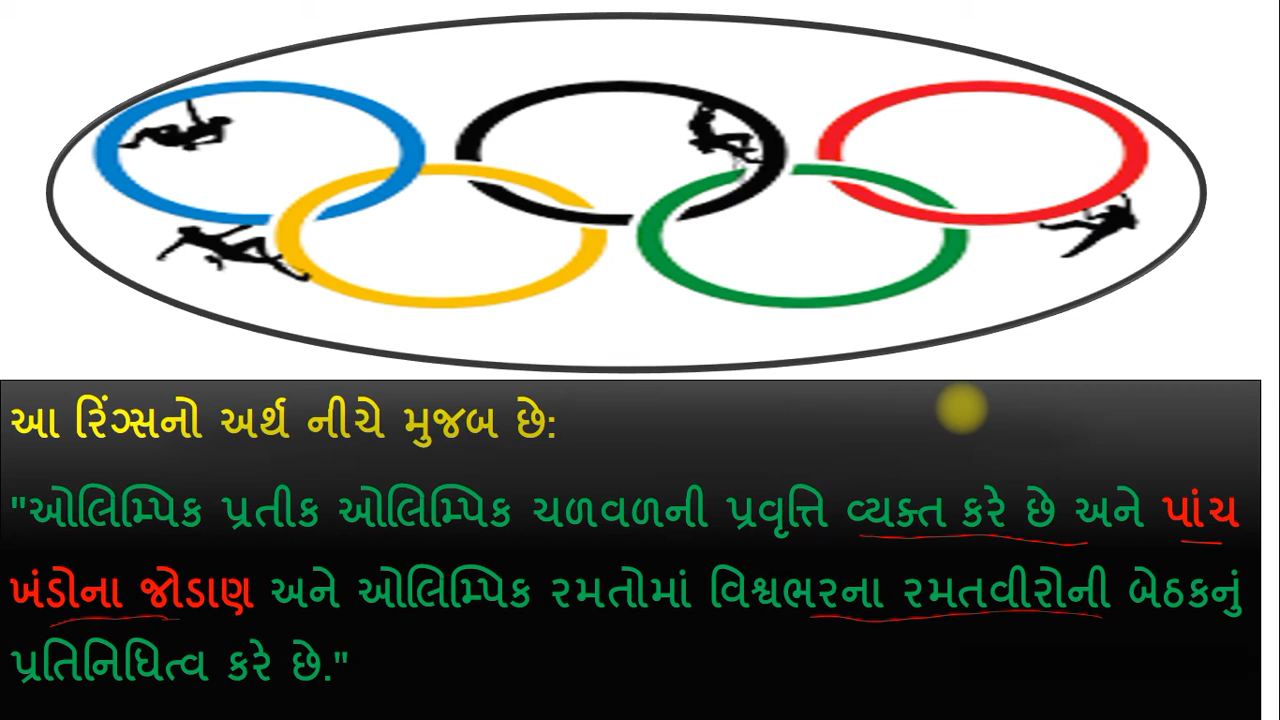 આ રિંગ્સનો અર્થ નીચે મુજબ છે:
"ઓલિમ્પિક પ્રતીક ઓલિમ્પિક ચળવળની પ્રવૃત્તિ વ્યક્ત કરે છે અને પાંચ
ખંડોના જોડાણ અને ઓલિમ્પિક રમતોમાં વિશ્વભરના રમતવીરોની બેઠકનું
પ્રતિનિધિત્વ કરે છે."